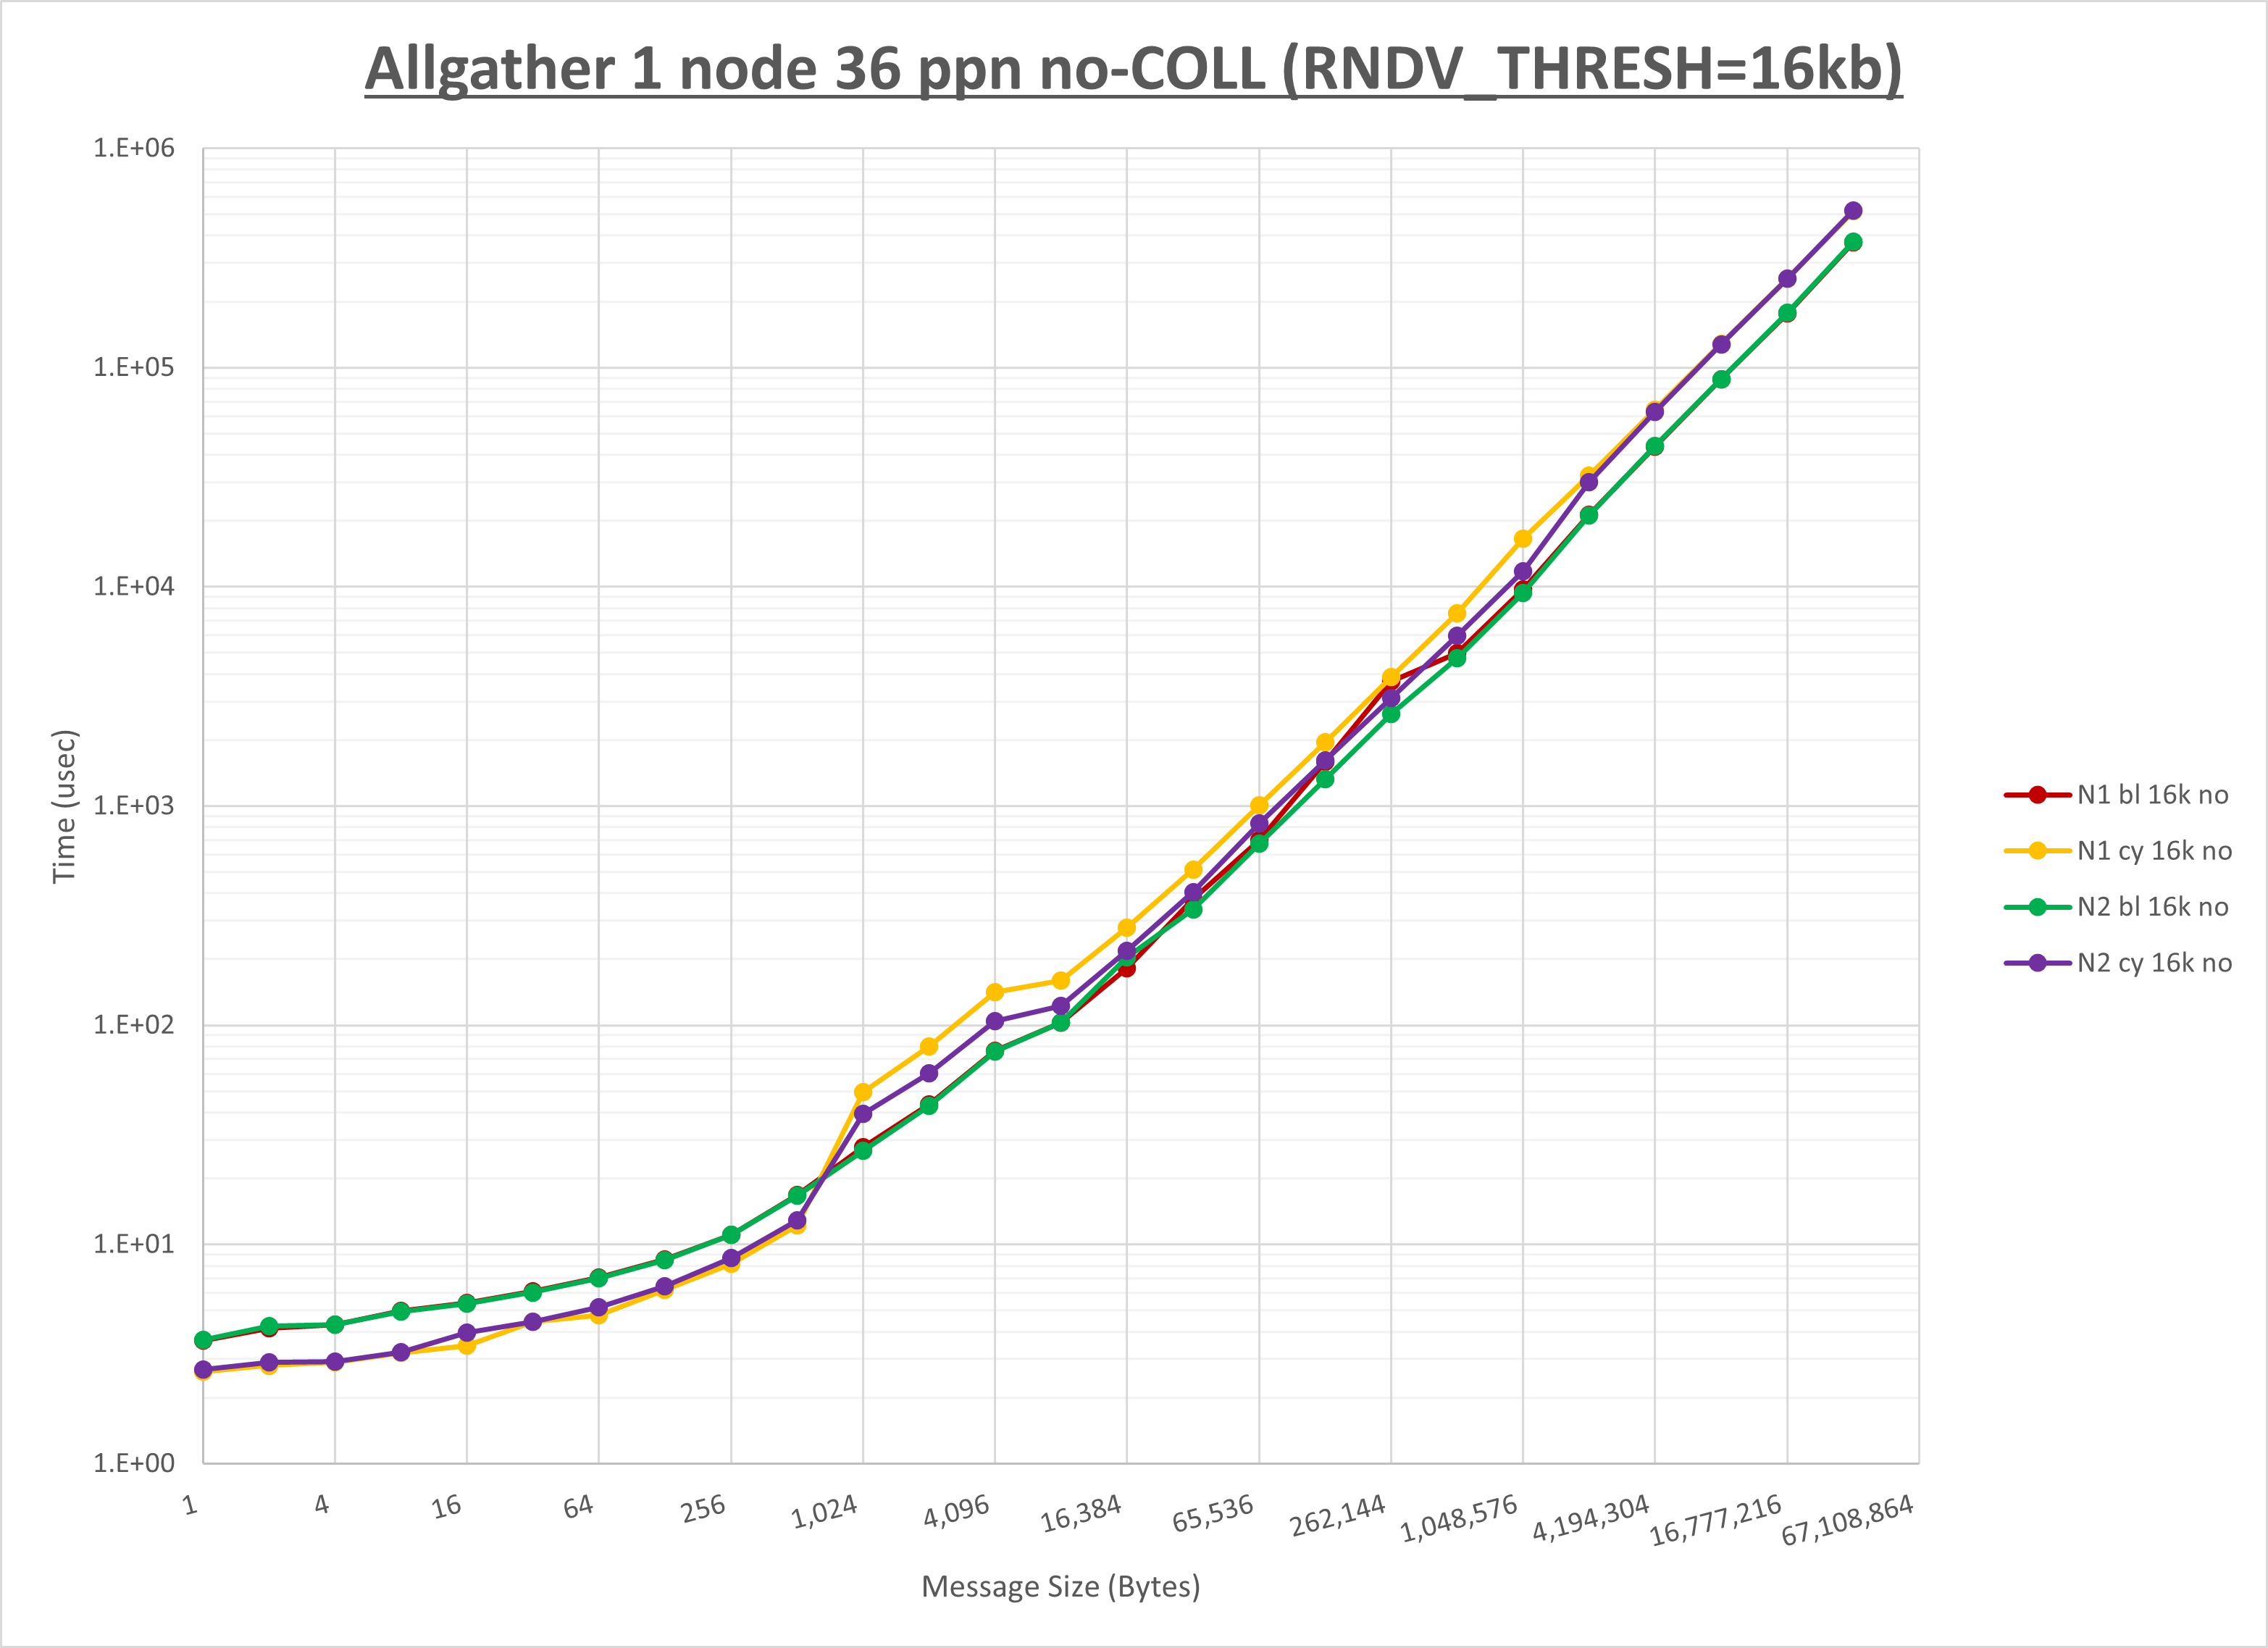 Allgather 1 node 36 ppn no-COLL (RNDV_THRESH=16kb)
1.E+06
1.E+05
1.E+04
1.E+03
1.E+02
1.E+01
1.E+00
Time (usec)
1 4 16 64 256 1,024 4,096 16,384 65,536 262,144 1,048,576 4,194,304 16,777,216 67,108,864
Message Size (Bytes)
N1 bl 16k no
N1 cy 16k no
N2 bl 16k no
N2 cy 16k no